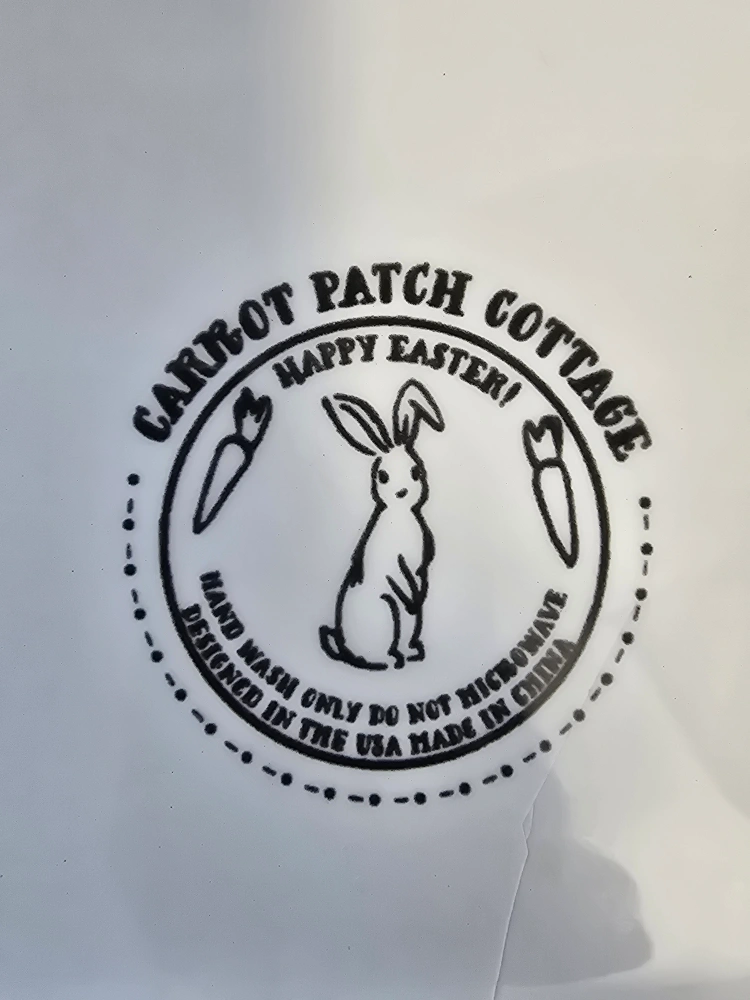 CARROT PATCH COTTAGE
HAPPY EASTER!
HAND WASH ONLY DO NOT MICROWAVE
DESIGNED IN THE USA MADE IN CHINA